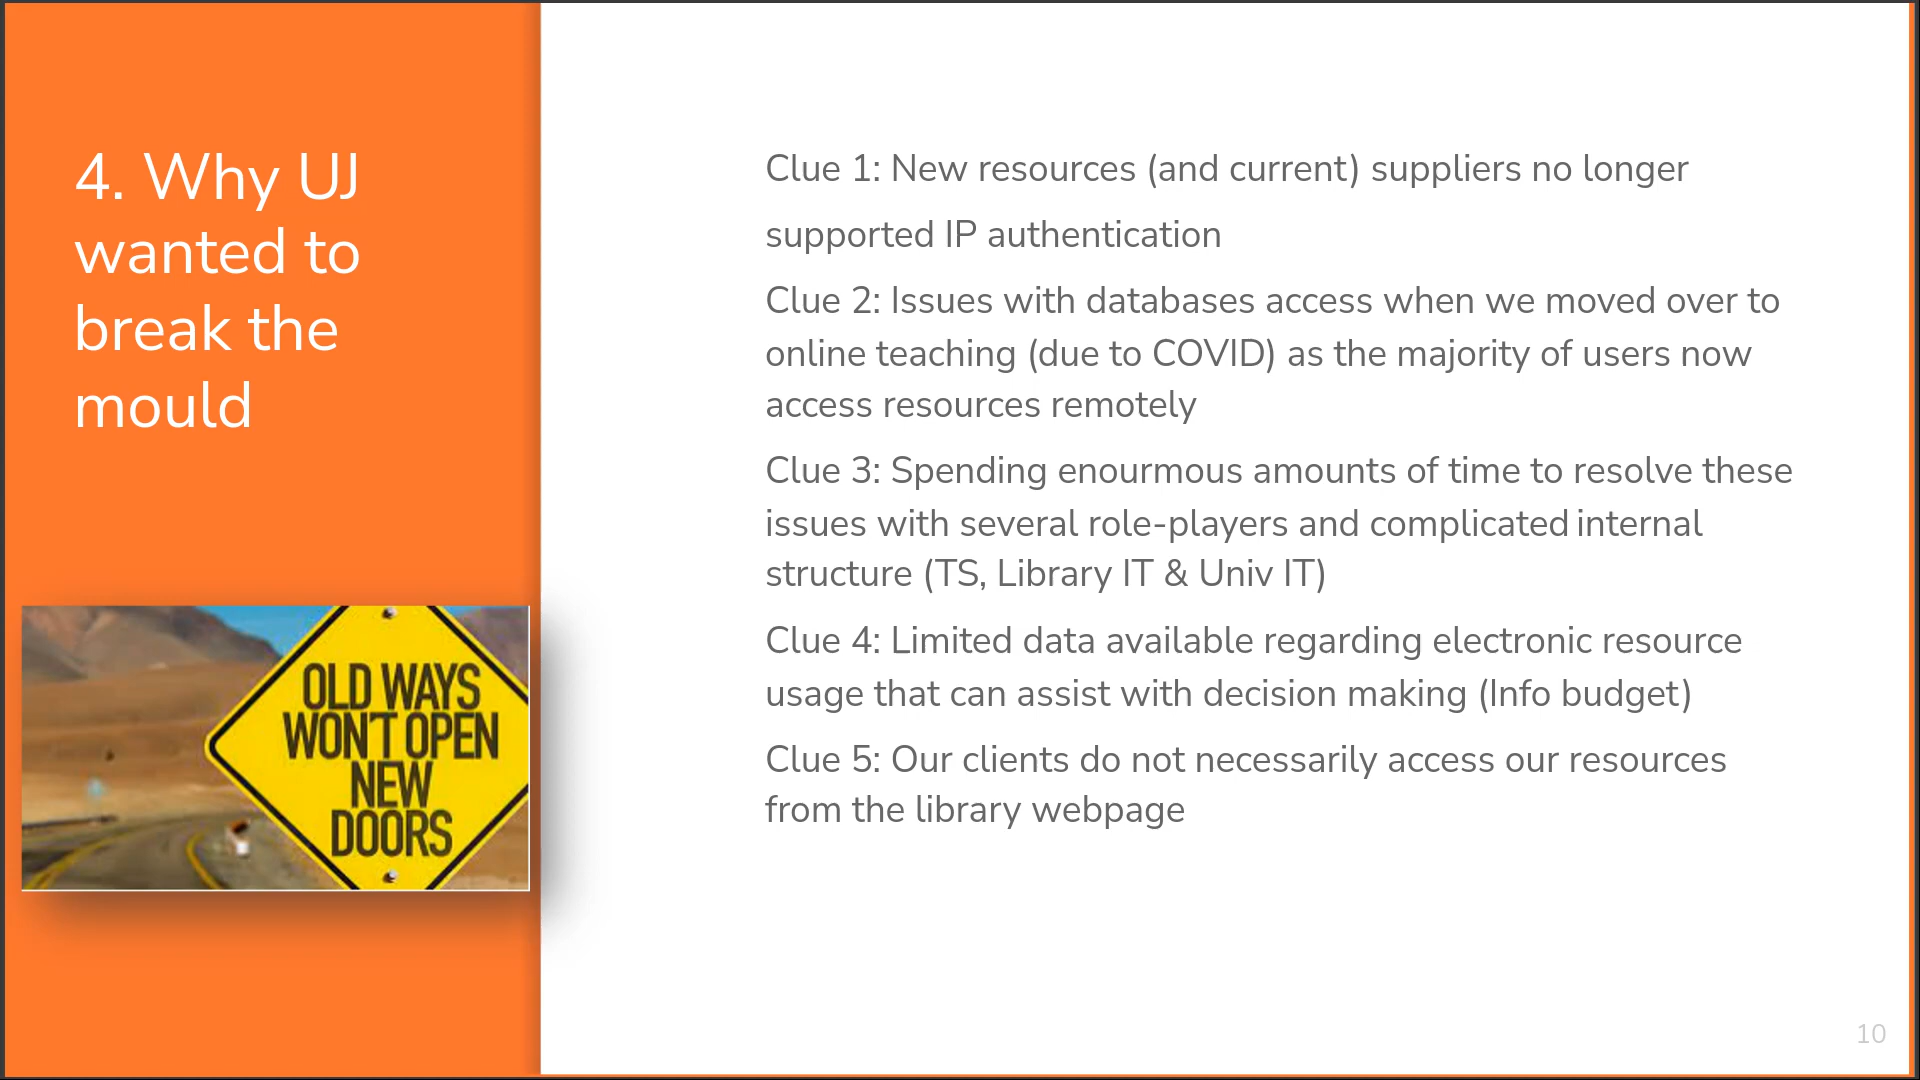 4. Why UJ
wanted to
break the
mould
OLD WAYS
WON'T OPEN
NEW
DOORS
Clue 1: New resources (and current) suppliers no longer
supported IP authentication
Clue 2: Issues with databases access when we moved over to
online teaching (due to COVID) as the majority of users now
access resources remotely
Clue 3: Spending enourmous amounts of time to resolve these
issues with several role-players and complicated internal
structure (TS, Library IT & Univ IT)
Clue 4: Limited data available regarding electronic resource
usage that can assist with decision making (Info budget)
Clue 5: Our clients do not necessarily access our resources
from the library webpage
10